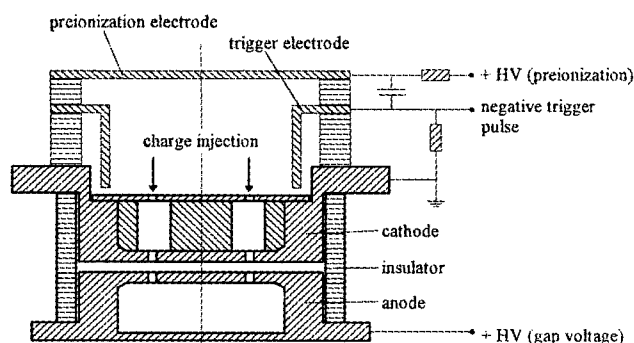 preionization electrode
trigger electrode
+ HV (preionization)
negative trigger
pulse
charge injection
cathode
insulator
anode
+ HV (gap voltage)